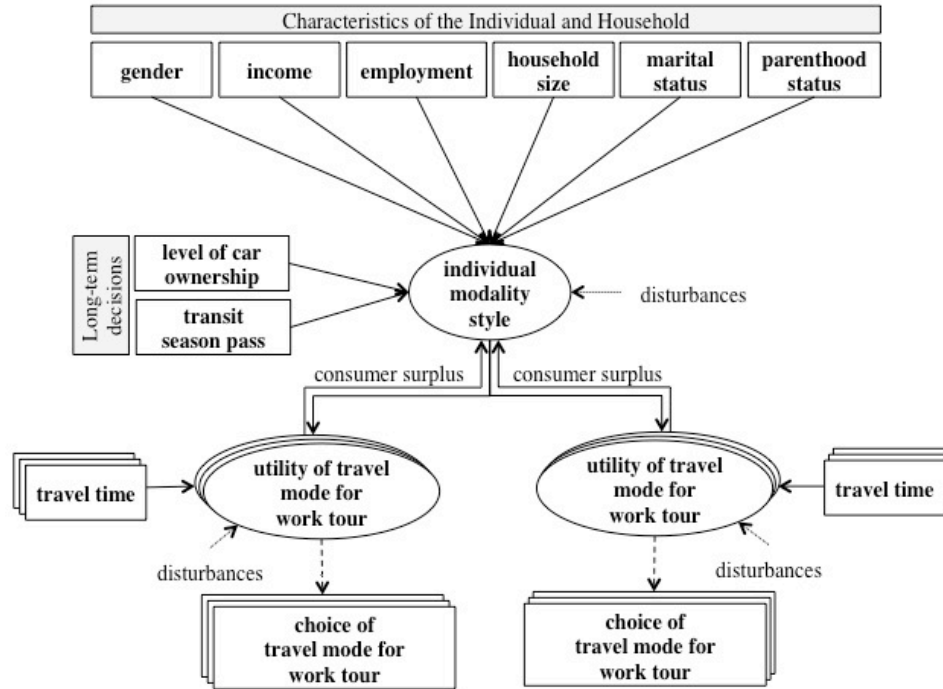 Characteristics of the Individual and Household
gender
income
employment
household
size
marital
status
parenthood
status
Long-term
decisions
level of car
ownership
transit
season pass
individual
modality
style
disturbances
consumer surplus
consumer surplus
travel time
utility of travel
mode for
work tour
utility of travel
mode for
work tour
travel time
disturbances
disturbances
choice of
travel mode for
work tour
choice of
travel mode for
work tour